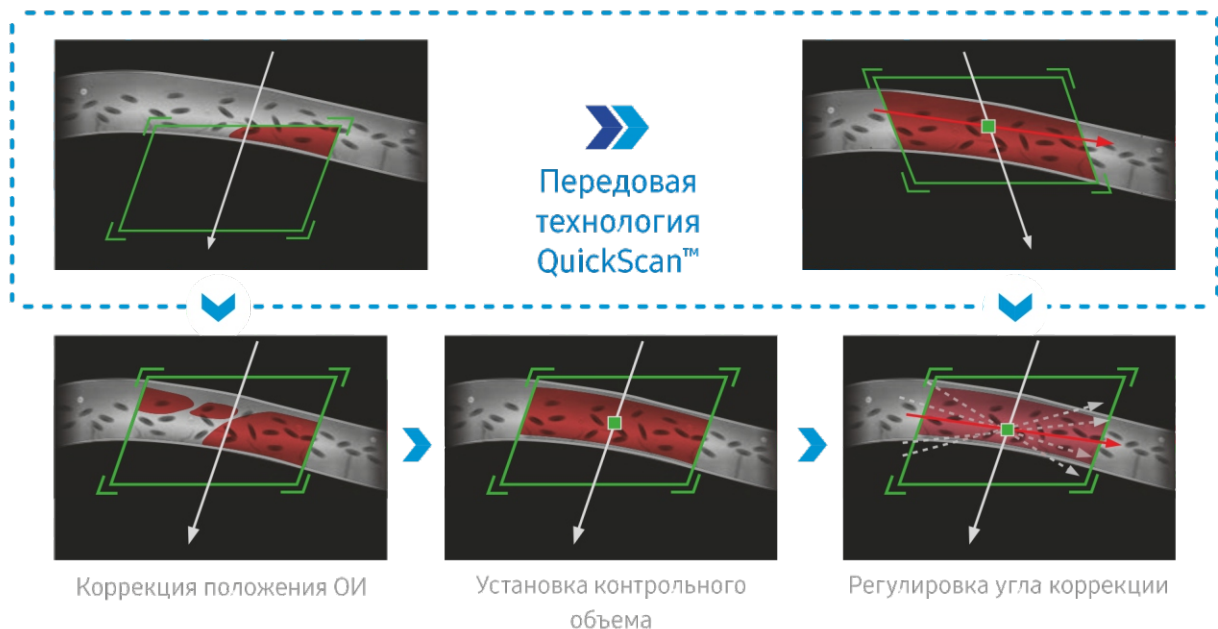 Передовая
технология
QuickScan™
Коррекция положения ОИ
Установка контрольного
объема
Регулировка угла коррекции